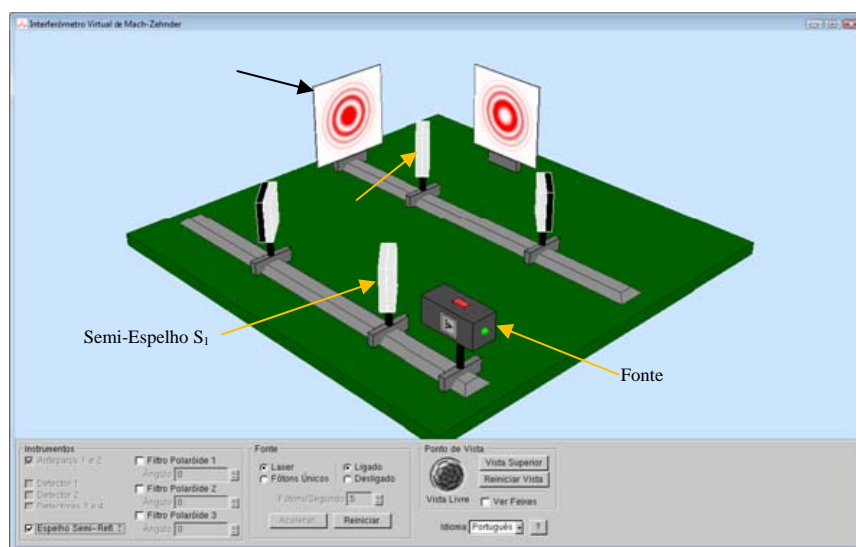 Interferômetro Virtual de Mach-Zehnder
Semi-Espelho S₁
Fonte
Instrumentos
Anteparos 1 e 2
Detector 1
Detector 2
Detectores 3 e 4
Espelho Semi-Refl. 2
Filtro Polaróide 1
Ângulo 0
Filtro Polaróide 2
Ângulo 0
Filtro Polaróide 3
Ângulo 0
Fonte
Laser
Fótons Únicos
Ligado
Desligado
Fótons/Segundo 5
Acelerar
Reiniciar
Ponto de Vista
Vista Livre
Vista Superior
Reiniciar Vista
Ver Feixes
Idioma Português ?